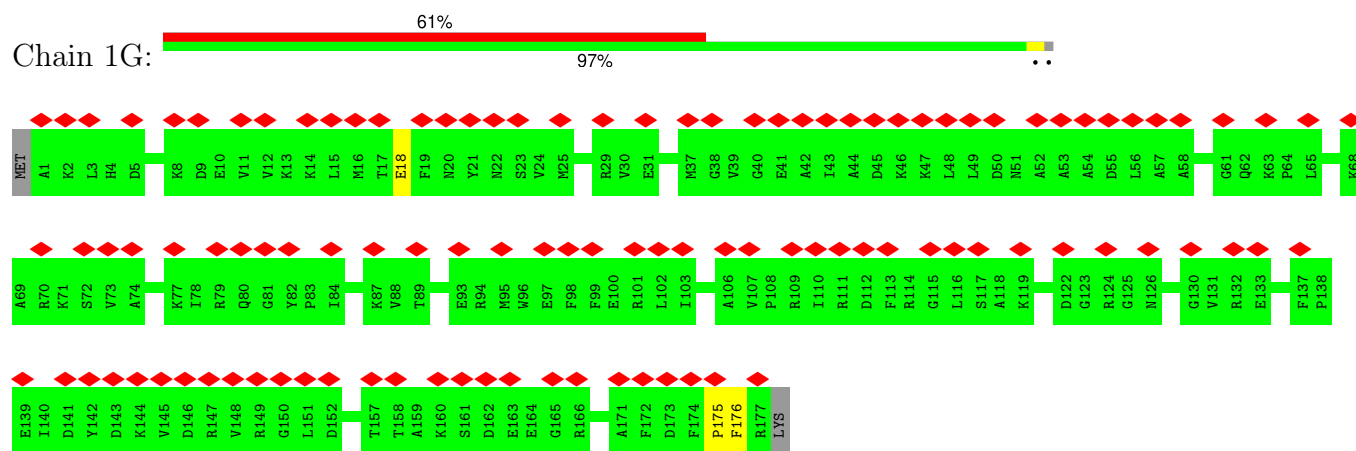 61%
Chain 1G:
97%
• •
MET A1 K2 L3 H4 D5 K8 D9 E10 V11 V12 K13 K14 L15 M16 T17 E18 F19 N20 Y21 N22 S23 V24 M25 R29 V30 E31 M37 G38 V39 G40 E41 A42 I43 A44 D45 K46 K47 L48 L49 D50 N51 A52 A53 A54 D55 L56 A57 A58 G61 Q62 K63 P64 L65 K68
A69 R70 K71 S72 V73 A74 K77 I78 R79 Q80 G81 Y82 P83 I84 K87 V88 T89 E93 R94 M95 W96 E97 F98 F99 E100 R101 L102 I103 A106 V107 P108 R109 I110 R111 D112 F113 R114 G115 L116 S117 A118 K119 D122 G123 R124 G125 N126 G130 V131 R132 E133 F137 P138
E139 I140 D141 Y142 D143 K144 V145 D146 R147 V148 R149 G150 L151 D152 T157 T158 A159 K160 S161 D162 E163 E164 G165 R166 A171 F172 D173 F174 P175 F176 R177 LYS